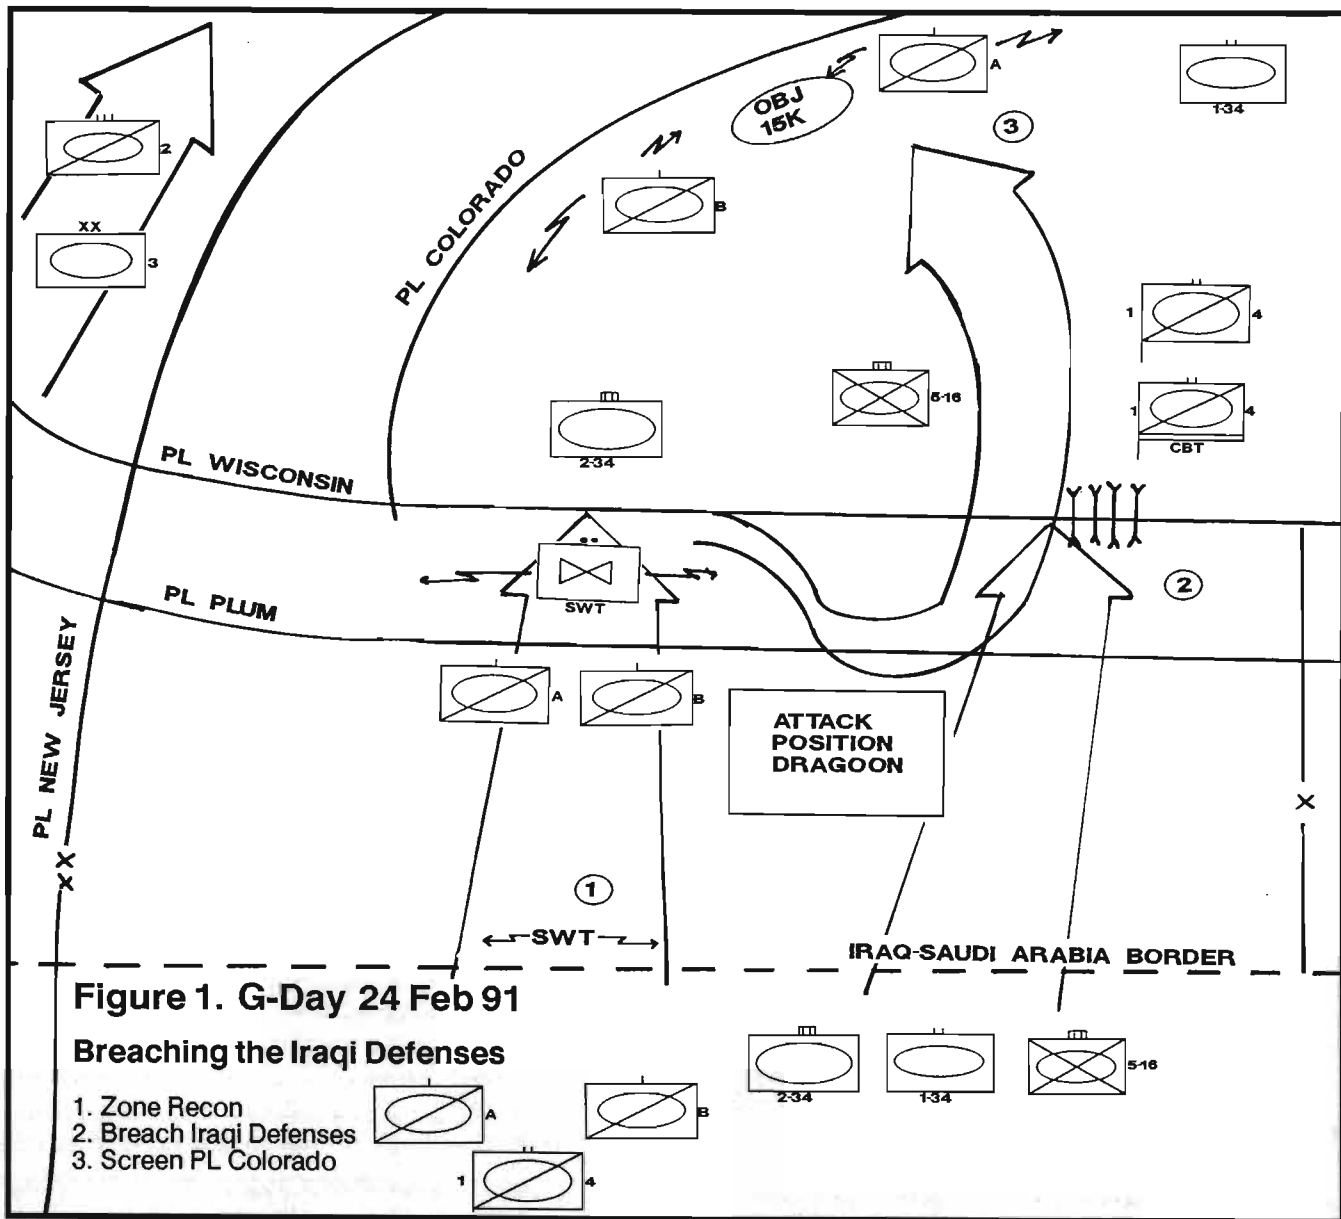 A
1-34
OBJ
15K
3
2
B
XX
3
PL COLORADO
1 4
5-16
1 4
CBT
2-34
PL WISCONSIN
SWT
2
PL PLUM
A
B
ATTACK
POSITION
DRAGOON
PL NEW JERSEY
X
XX
1
SWT
IRAQ-SAUDI ARABIA BORDER
Figure 1. G-Day 24 Feb 91
Breaching the Iraqi Defenses
1. Zone Recon
2. Breach Iraqi Defenses
3. Screen PL Colorado
A
B
1 4
2-34
1-34
5-16